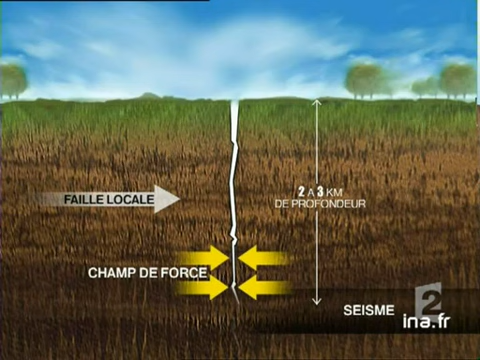 2 À 3 KM
DE PROFONDEUR
FAILLE LOCALE
CHAMP DE FORCE
SEISME
2
ina.fr